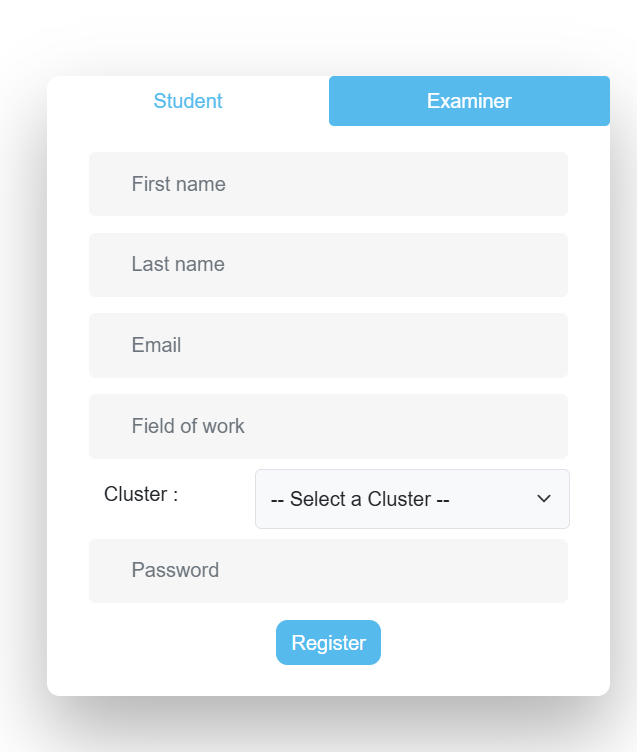 Student Examiner
First name
Last name
Email
Field of work
Cluster : -- Select a Cluster --
Password
Register